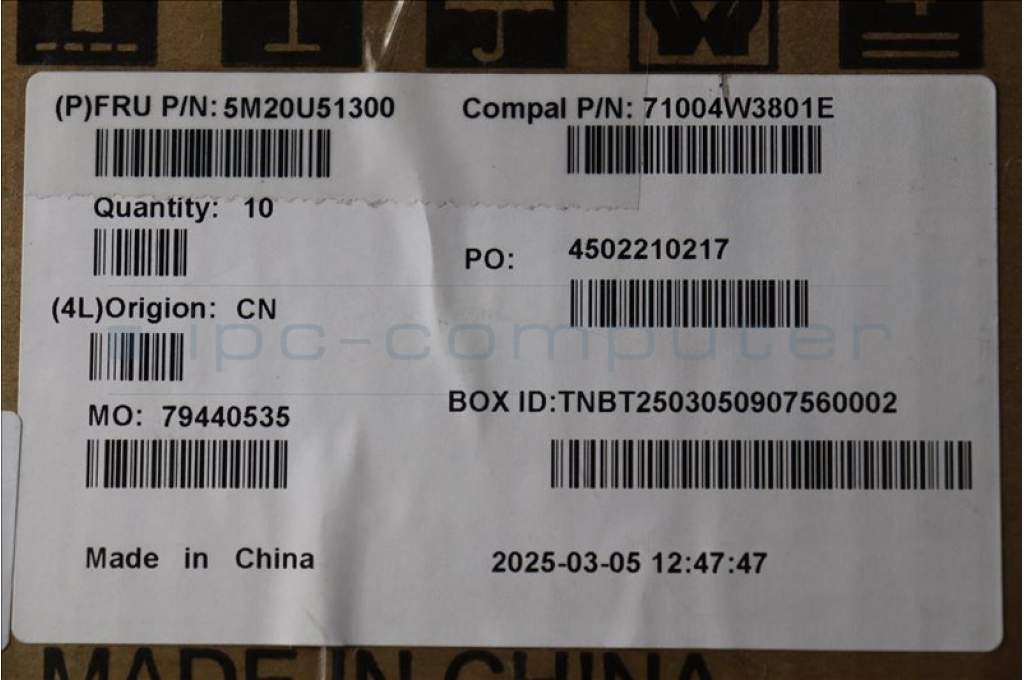 (P)FRU P/N: 5M20U51300
Compal P/N: 71004W3801E
Quantity: 10
PO: 4502210217
(4L)Origion: CN
ipc-computer
MO: 79440535
BOX ID:TNBT2503050907560002
Made in China
2025-03-05 12:47:47
MADE IN CHINA